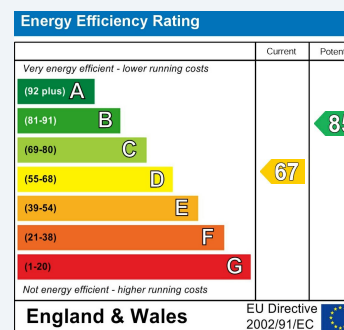 Energy Efficiency Rating
Current
Very energy efficient - lower running costs
(92 plus) A
(81-91) B
(69-80) C
(55-68) D
(39-54) E
(21-38) F
(1-20) G
67
Not energy efficient - higher running costs
England & Wales
EU Directive
2002/91/EC